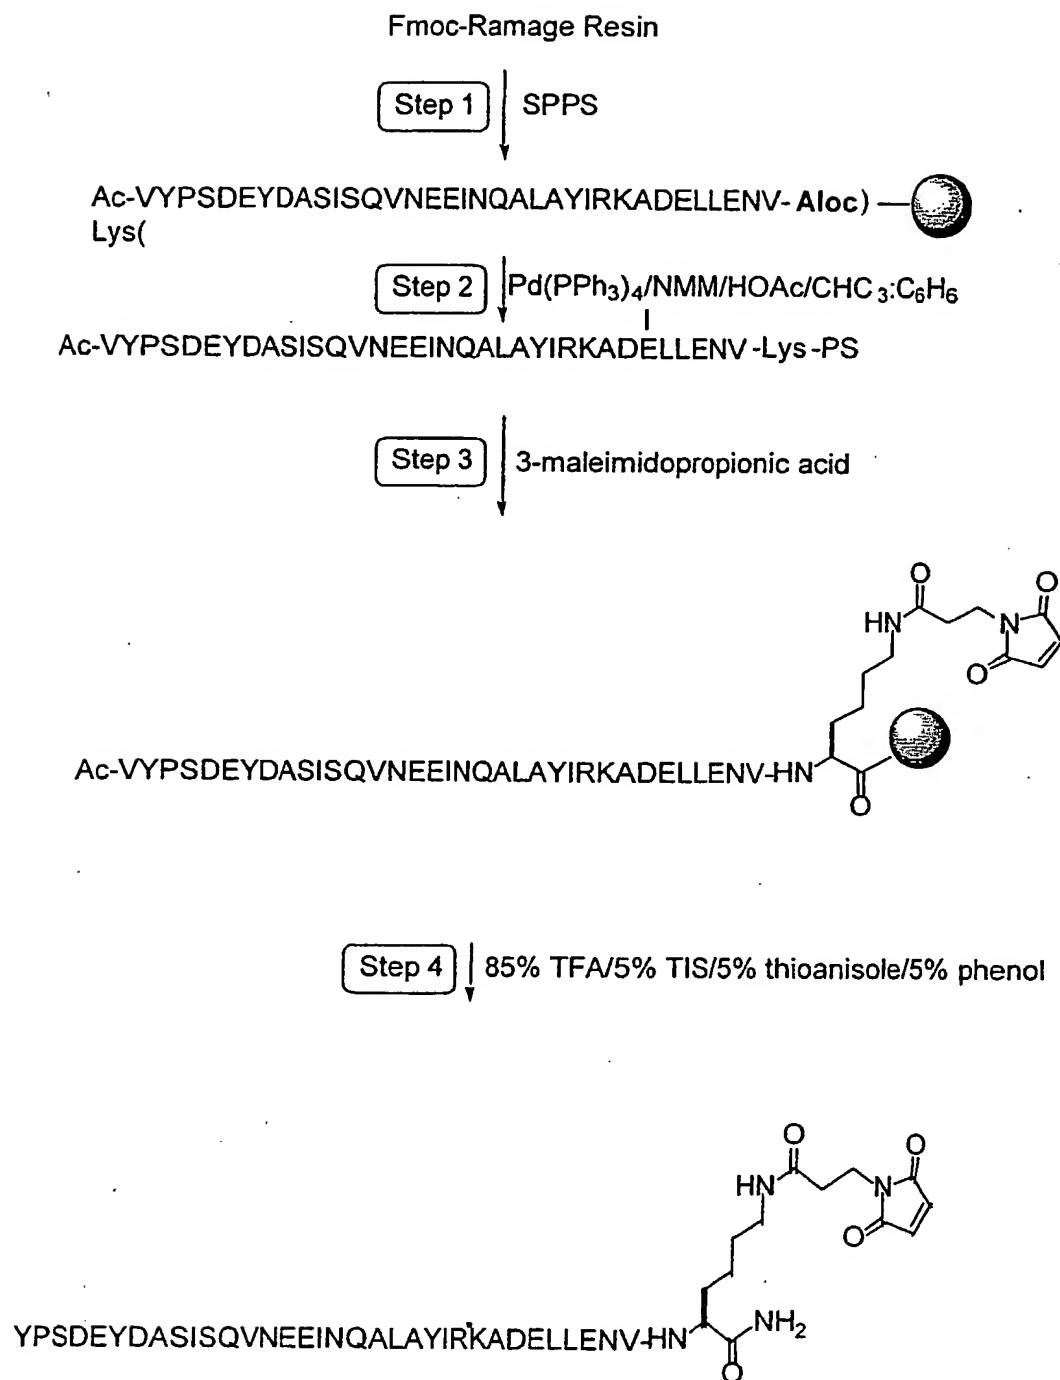 Fmoc-Ramage Resin
Step 1 SPPS
Ac-VYPSDEYDASISQVNEEINQALAYIRKADELLENV- Aloc)
Lys(
Step 2 Pd(PPh3)4/NMM/HOAc/CHC 3:C6H6
Ac-VYPSDEYDASISQVNEEINQALAYIRKADELLENV -Lys -PS
Step 3 3-maleimidopropionic acid
O
O
HN
N
O
Ac-VYPSDEYDASISQVNEEINQALAYIRKADELLENV-HN
O
Step 4 85% TFA/5% TIS/5% thioanisole/5% phenol
O
O
HN
N
O
YPSDEYDASISQVNEEINQALAYIRKADELLENV-HN NH2
O